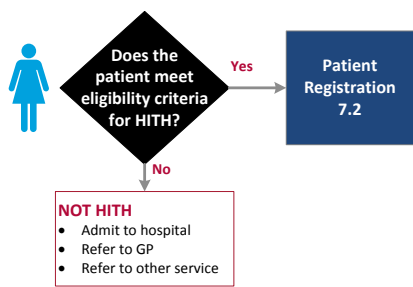 Does the
patient meet
eligibility criteria
for HITH?
Yes
Patient
Registration
7.2
No
NOT HITH
• Admit to hospital
• Refer to GP
• Refer to other service